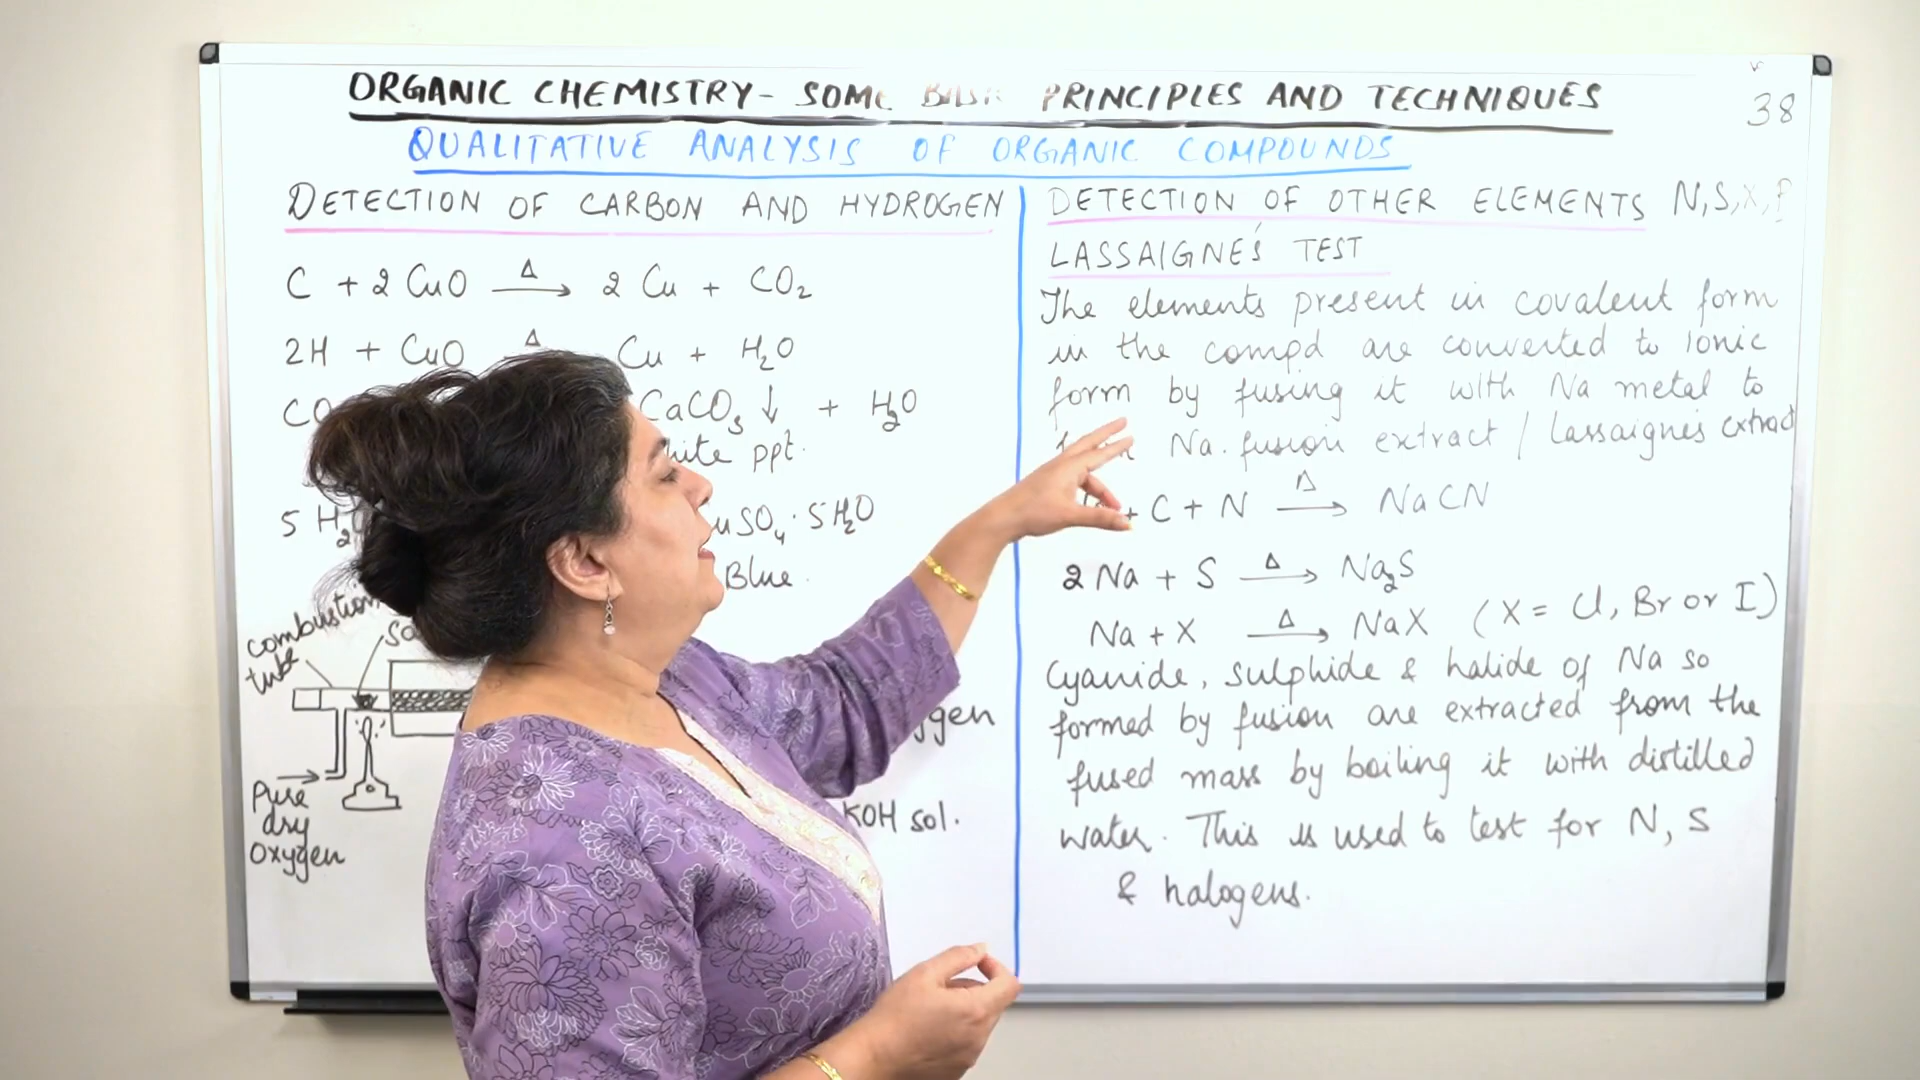 ORGANIC CHEMISTRY- SOME PRINCIPLES AND TECHNIQUES
38
QUALITATIVE ANALYSIS OF ORGANIC COMPOUNDS
DETECTION OF CARBON AND HYDROGEN
C + 2 CuO Δ→ 2 Cu + CO₂
2H + CuO Δ Cu + H₂O
CaCO₃ ↓ + H₂O
ppt.
5 H₂
SO₄·5H₂O
Blue.
combustion
tube
Pure
dry
Oxygen
KOH sol.
DETECTION OF OTHER ELEMENTS N,S,X,P
LASSAIGNE'S TEST
The elements present in covalent form
in the compd are converted to ionic
form by fusing it with Na metal to
Na. fusion extract / Lassaigne's extract
+ C + N Δ→ NaCN
2 Na + S Δ→ Na₂S
Na + X Δ→ NaX (X = Cl, Br or I)
Cyanide, sulphide & halide of Na so
formed by fusion are extracted from the
fused mass by boiling it with distilled
water. This is used to test for N, S
& halogens.